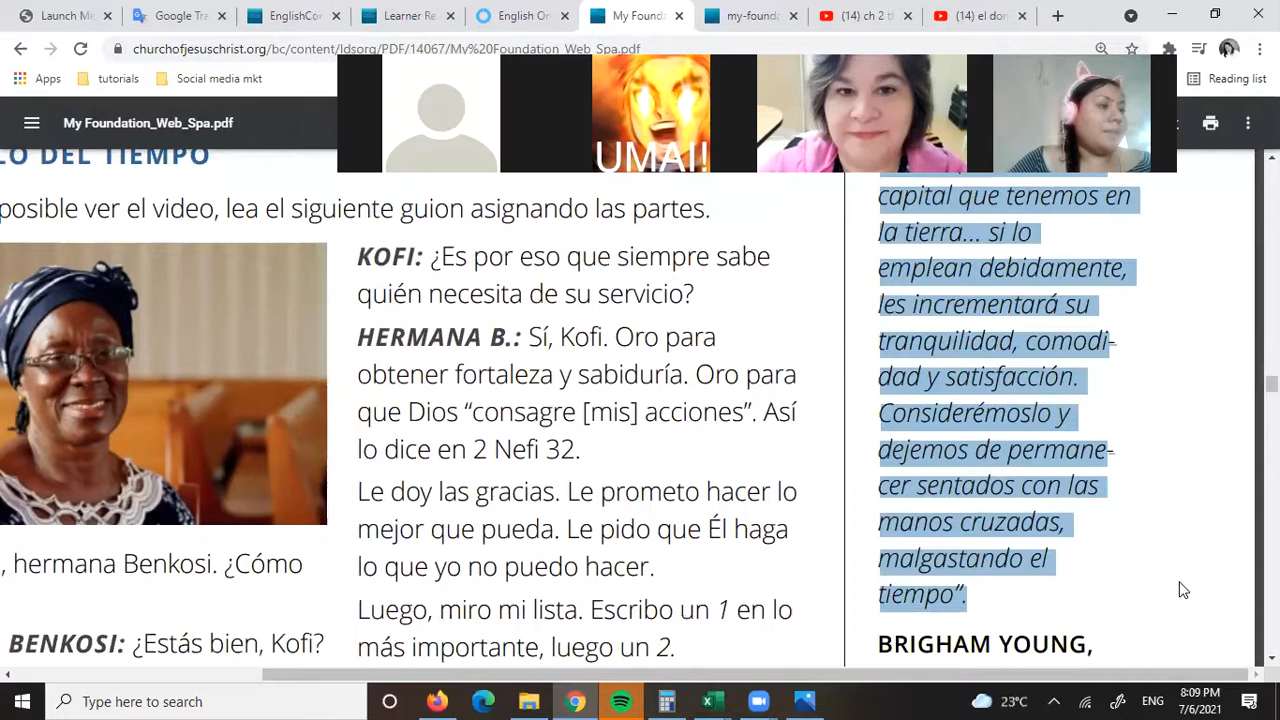 Launch M
Google Tra
EnglishCo
Learner Re
English On
My Found
my-founda
(14) ch 2 ti
(14) el don
churchofjesuschrist.org/bc/content/ldsorg/PDF/14067/My%20Foundation_Web_Spa.pdf
Apps
tutorials
Social media mkt
Reading list
My Foundation_Web_Spa.pdf
UMAI!
LO DEL TIEMPO
posible ver el video, lea el siguiente guion asignando las partes.
KOFI: ¿Es por eso que siempre sabe
quién necesita de su servicio?
HERMANA B.: Sí, Kofi. Oro para
obtener fortaleza y sabiduría. Oro para
que Dios “consagre [mis] acciones”. Así
lo dice en 2 Nefi 32.
Le doy las gracias. Le prometo hacer lo
mejor que pueda. Le pido que Él haga
lo que yo no puedo hacer.
Luego, miro mi lista. Escribo un 1 en lo
más importante, luego un 2.
, hermana Benkosi. ¿Cómo
BENKOSI: ¿Estás bien, Kofi?
capital que tenemos en
la tierra... si lo
emplean debidamente,
les incrementará su
tranquilidad, comodi-
dad y satisfacción.
Considerémoslo y
dejemos de permane-
cer sentados con las
manos cruzadas,
malgastando el
tiempo”.
BRIGHAM YOUNG,
Type here to search
23°C
ENG
8:09 PM
7/6/2021